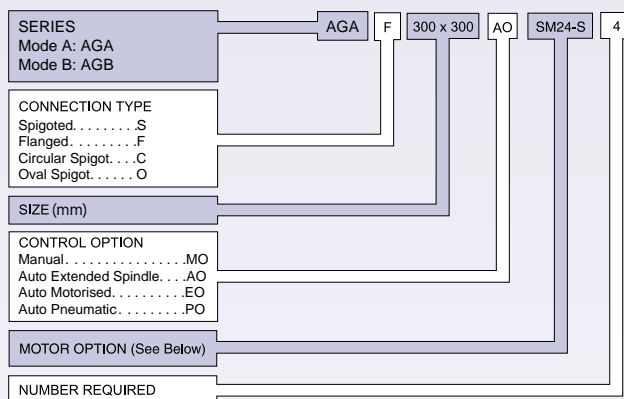 SERIES
Mode A: AGA
Mode B: AGB
AGA F 300 x 300 AO SM24-S 4
CONNECTION TYPE
Spigoted. . . . . . . . .S
Flanged. . . . . . . . .F
Circular Spigot. . . .C
Oval Spigot. . . . . . O
SIZE (mm)
CONTROL OPTION
Manual. . . . . . . . . . . . . . . .MO
Auto Extended Spindle. . . .AO
Auto Motorised. . . . . . . . . .EO
Auto Pneumatic. . . . . . . . .PO
MOTOR OPTION (See Below)
NUMBER REQUIRED